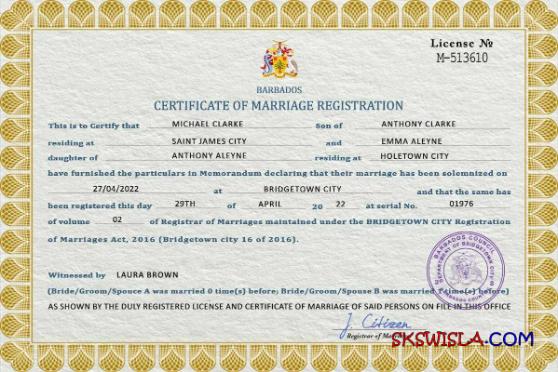 License №
M-513610
BARBADOS
CERTIFICATE OF MARRIAGE REGISTRATION
This is to Certify that MICHAEL CLARKE Son of ANTHONY CLARKE
residing at SAINT JAMES CITY and EMMA ALEYNE
daughter of ANTHONY ALEYNE residing at HOLETOWN CITY
have furnished the particulars in Memorandum declaring that their marriage has been solemnized on
27/04/2022 at BRIDGETOWN CITY and that the same has
been registered this day 29TH of APRIL 20 22 at serial No. 01976
of volume 02 of Registrar of Marriages maintained under the BRIDGETOWN CITY Registration
of Marriages Act, 2016 (Bridgetown city 16 of 2016).
BARBADOS COUNCIL
Witnessed by LAURA BROWN
(Bride/Groom/Spouce A was married 0 time(s) before; Bride/Groom/Spouse B was married time(s) before)
AS SHOWN BY THE DULY REGISTERED LICENSE AND CERTIFICATE OF MARRIAGE OF SAID PERSONS ON FILE IN THIS OFFICE
J. Citizen
Registrar of
SKSWISLA.COM